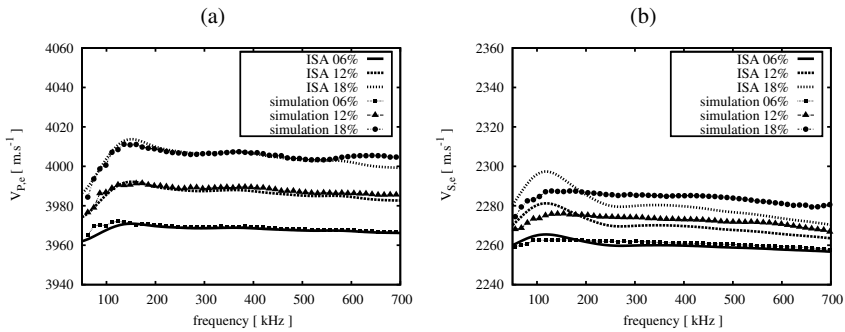 (a)
V_{P,e} [ m.s^{-1} ]
4060
4040
4020
4000
3980
3960
3940
ISA 06%
ISA 12%
ISA 18%
simulation 06%
simulation 12%
simulation 18%
100 200 300 400 500 600 700
frequency [ kHz ]
(b)
V_{S,e} [ m.s^{-1} ]
2360
2340
2320
2300
2280
2260
2240
ISA 06%
ISA 12%
ISA 18%
simulation 06%
simulation 12%
simulation 18%
100 200 300 400 500 600 700
frequency [ kHz ]